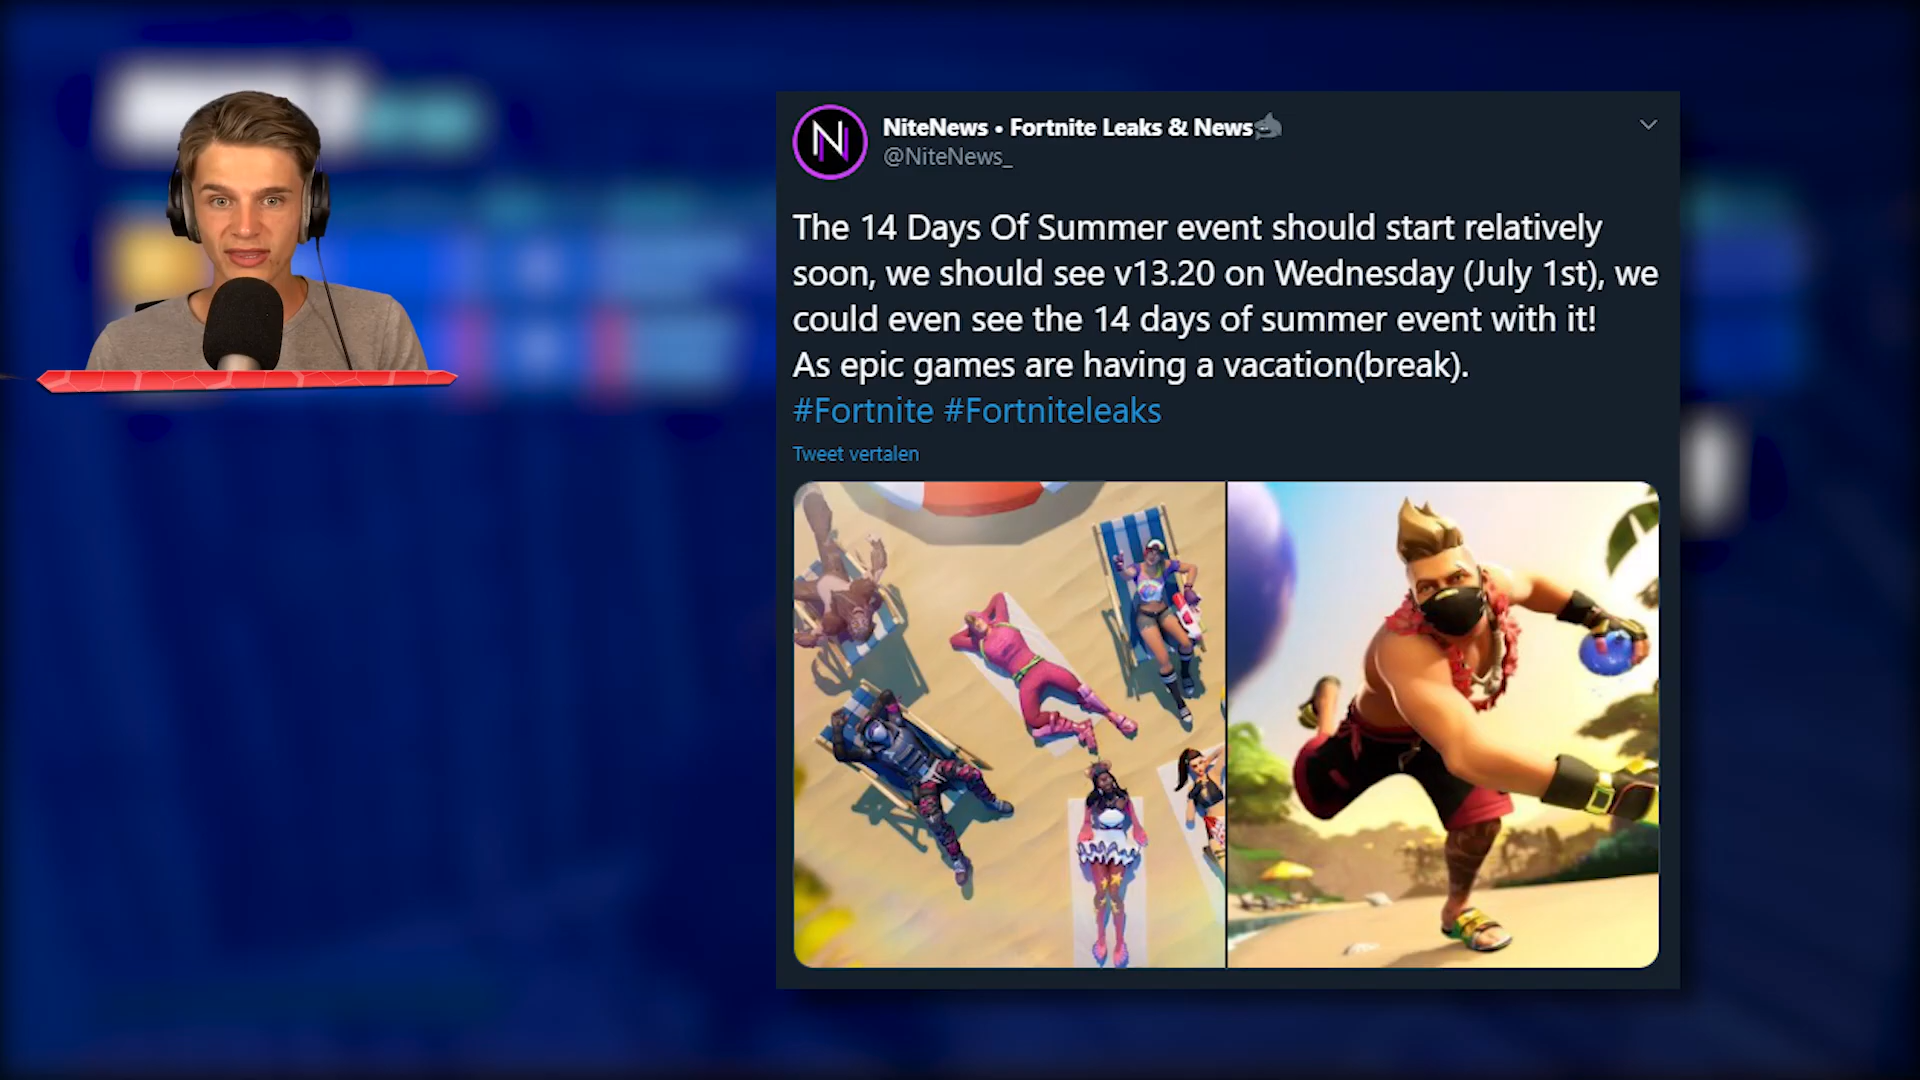 NiteNews • Fortnite Leaks & News
@NiteNews_
The 14 Days Of Summer event should start relatively
soon, we should see v13.20 on Wednesday (July 1st), we
could even see the 14 days of summer event with it!
As epic games are having a vacation(break).
#Fortnite #Fortniteleaks
Tweet vertalen